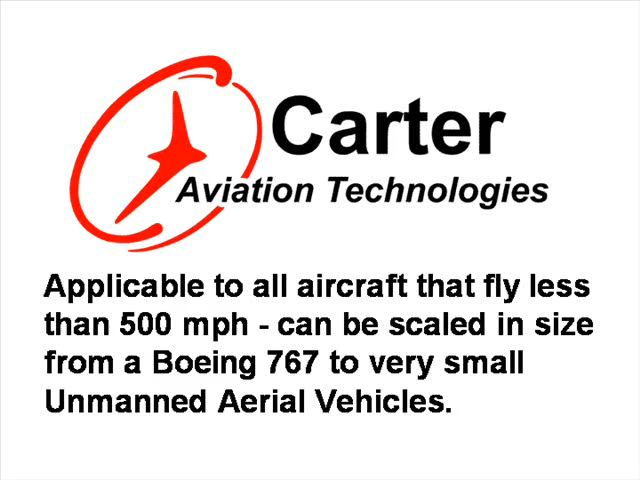 Carter
Aviation Technologies
Applicable to all aircraft that fly less
than 500 mph - can be scaled in size
from a Boeing 767 to very small
Unmanned Aerial Vehicles.